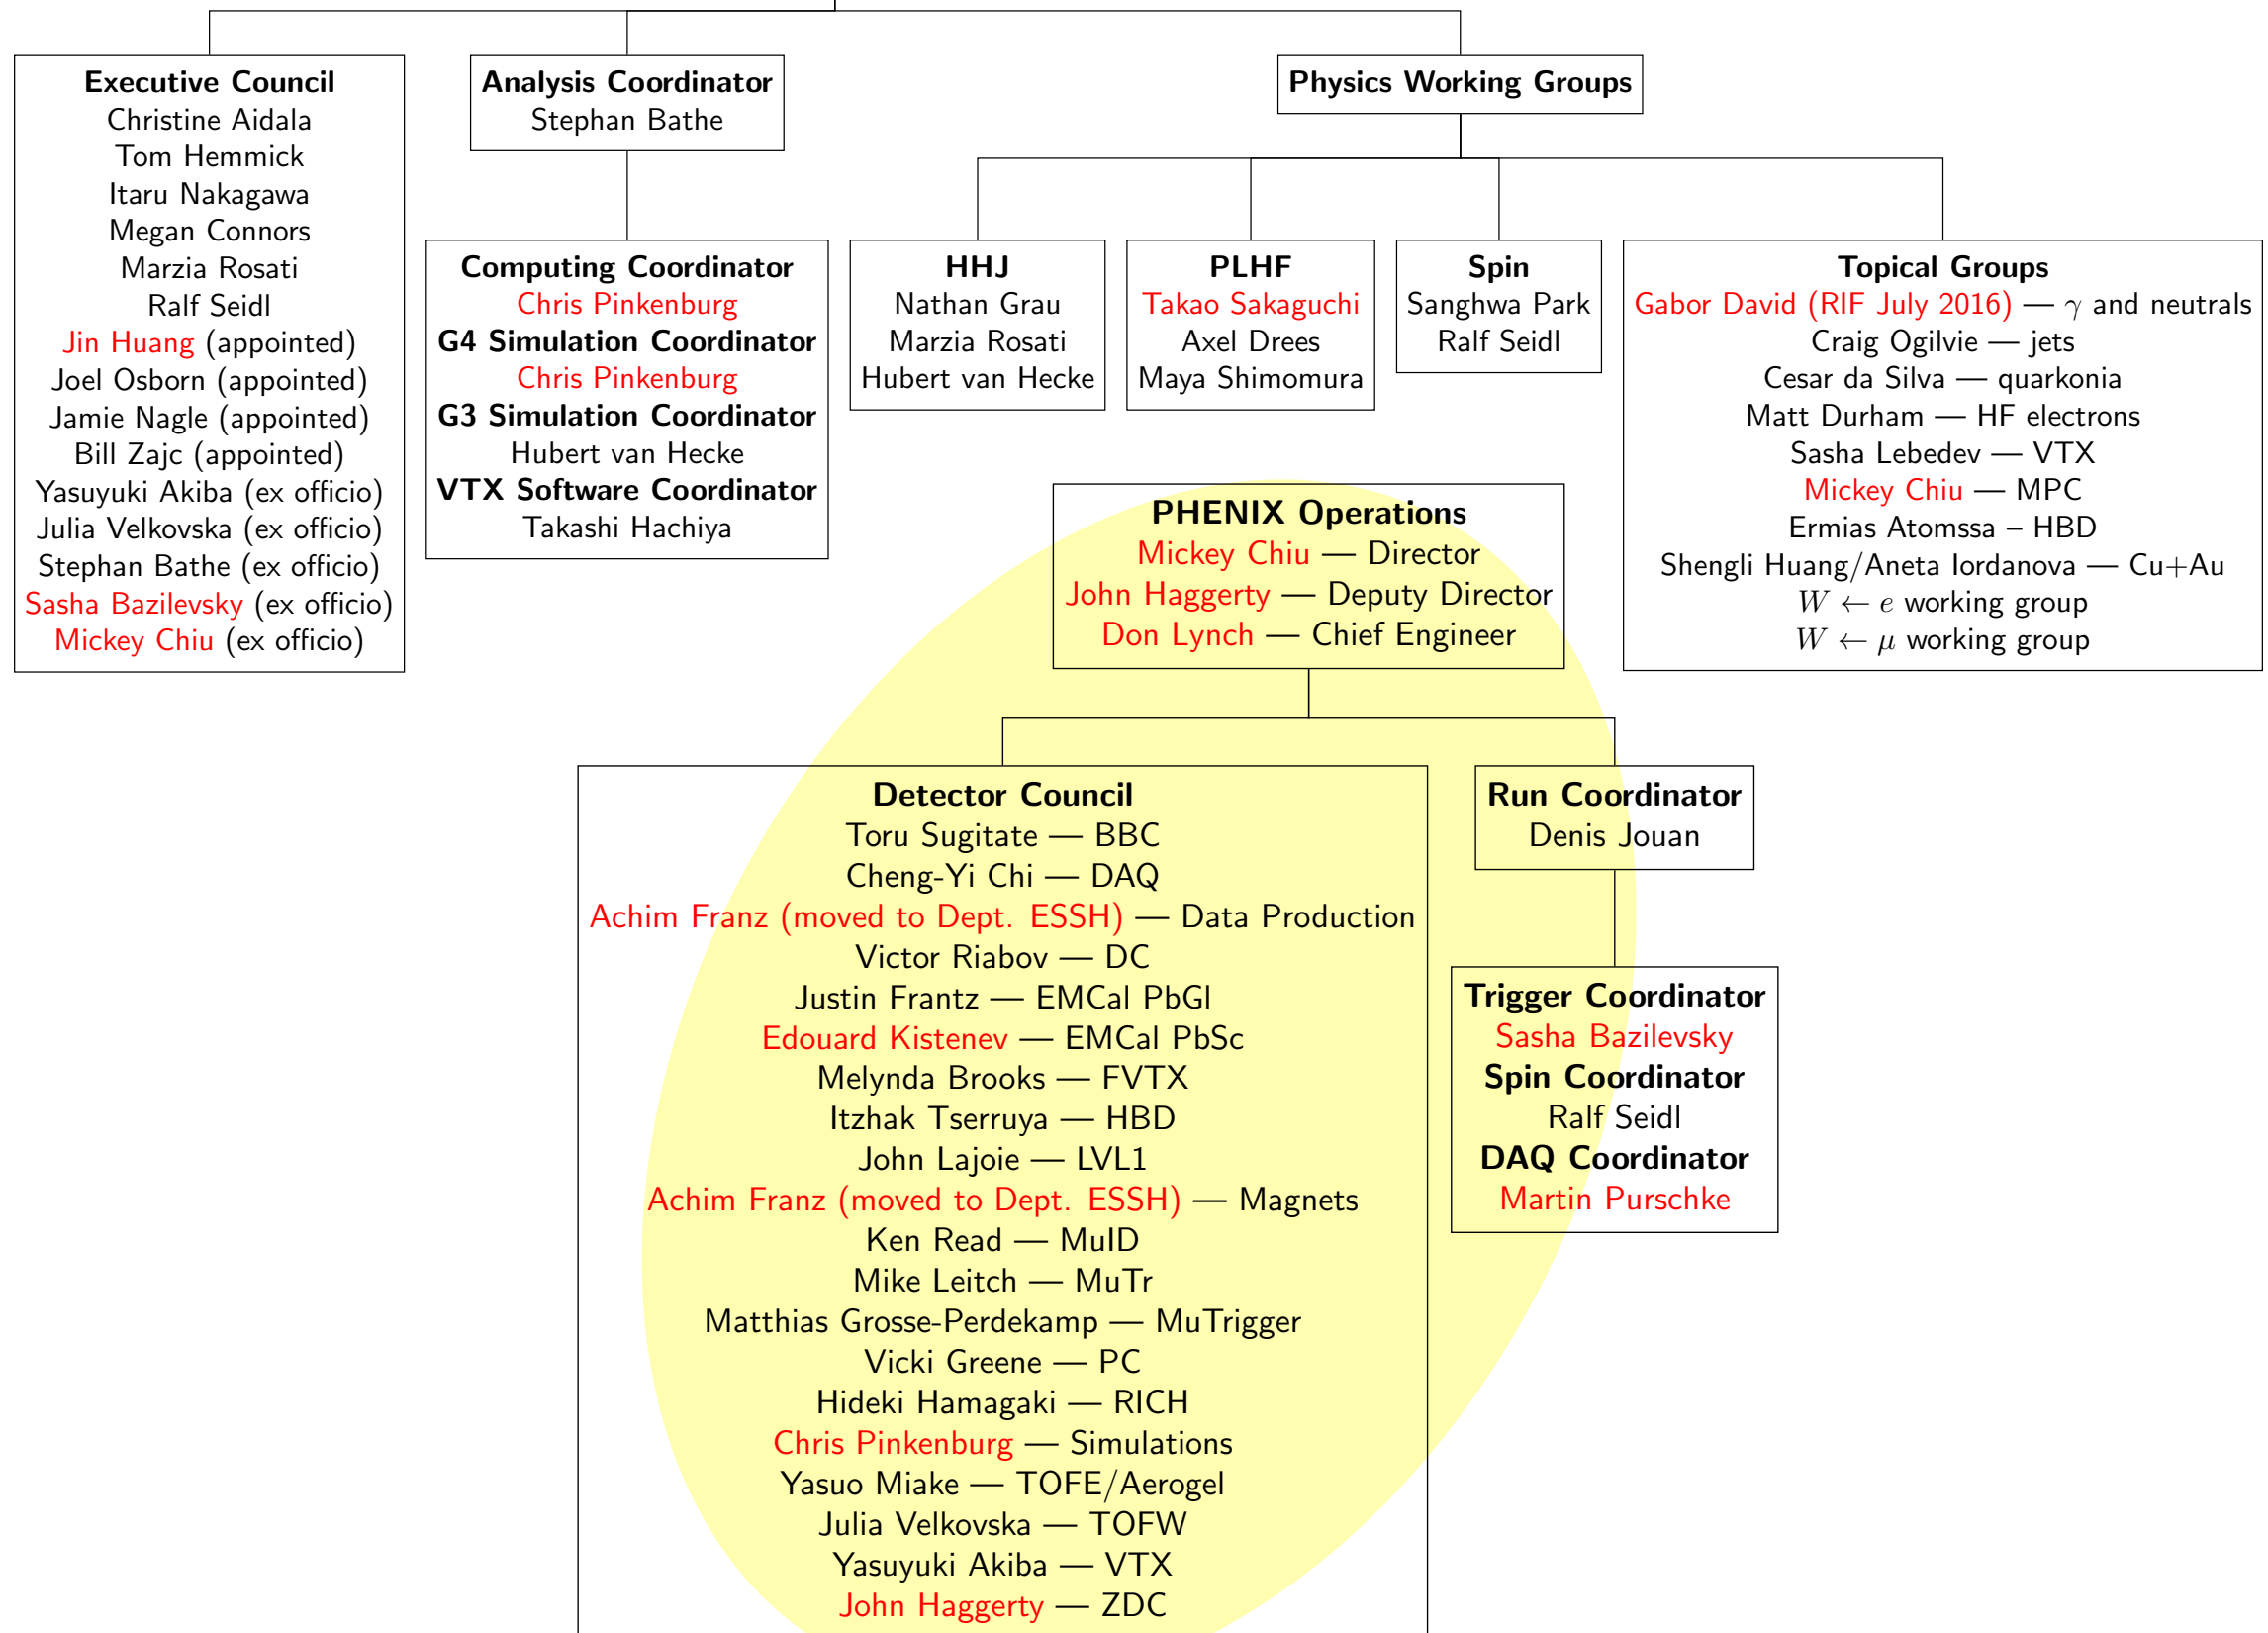 Executive Council
Christine Aidala
Tom Hemmick
Itaru Nakagawa
Megan Connors
Marzia Rosati
Ralf Seidl
Jin Huang (appointed)
Joel Osborn (appointed)
Jamie Nagle (appointed)
Bill Zajc (appointed)
Yasuyuki Akiba (ex officio)
Julia Velkovska (ex officio)
Stephan Bathe (ex officio)
Sasha Bazilevsky (ex officio)
Mickey Chiu (ex officio)
Analysis Coordinator
Stephan Bathe
Computing Coordinator
Chris Pinkenburg
G4 Simulation Coordinator
Chris Pinkenburg
G3 Simulation Coordinator
Hubert van Hecke
VTX Software Coordinator
Takashi Hachiya
Physics Working Groups
HHJ
Nathan Grau
Marzia Rosati
Hubert van Hecke
PLHF
Takao Sakaguchi
Axel Drees
Maya Shimomura
Spin
Sanghwa Park
Ralf Seidl
Topical Groups
Gabor David (RIF July 2016) — γ and neutrals
Craig Ogilvie — jets
Cesar da Silva — quarkonia
Matt Durham — HF electrons
Sasha Lebedev — VTX
Mickey Chiu — MPC
Ermias Atomssa – HBD
Shengli Huang/Aneta Iordanova — Cu+Au
W ← e working group
W ← μ working group
PHENIX Operations
Mickey Chiu — Director
John Haggerty — Deputy Director
Don Lynch — Chief Engineer
Detector Council
Toru Sugitate — BBC
Cheng-Yi Chi — DAQ
Achim Franz (moved to Dept. ESSH) — Data Production
Victor Riabov — DC
Justin Frantz — EMCal PbGl
Edouard Kistenev — EMCal PbSc
Melynda Brooks — FVTX
Itzhak Tserruya — HBD
John Lajoie — LVL1
Achim Franz (moved to Dept. ESSH) — Magnets
Ken Read — MuID
Mike Leitch — MuTr
Matthias Grosse-Perdekamp — MuTrigger
Vicki Greene — PC
Hideki Hamagaki — RICH
Chris Pinkenburg — Simulations
Yasuo Miake — TOFE/Aerogel
Julia Velkovska — TOFW
Yasuyuki Akiba — VTX
John Haggerty — ZDC
Run Coordinator
Denis Jouan
Trigger Coordinator
Sasha Bazilevsky
Spin Coordinator
Ralf Seidl
DAQ Coordinator
Martin Purschke